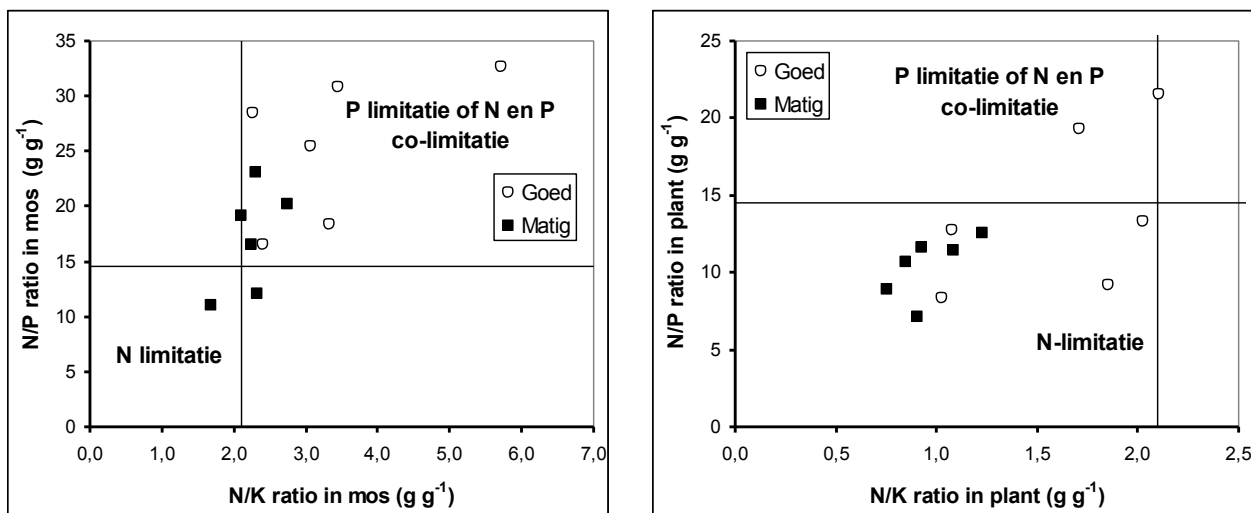 35
30
25
20
15
10
5
0
N/P ratio in mos (g g⁻¹)
P limitatie of N en P
co-limitatie
Goed
Matig
N limitatie
0,0 1,0 2,0 3,0 4,0 5,0 6,0 7,0
N/K ratio in mos (g g⁻¹)
25
20
15
10
5
0
N/P ratio in plant (g g⁻¹)
Goed
Matig
P limitatie of N en P
co-limitatie
N-limitatie
0,0 0,5 1,0 1,5 2,0 2,5
N/K ratio in plant (g g⁻¹)